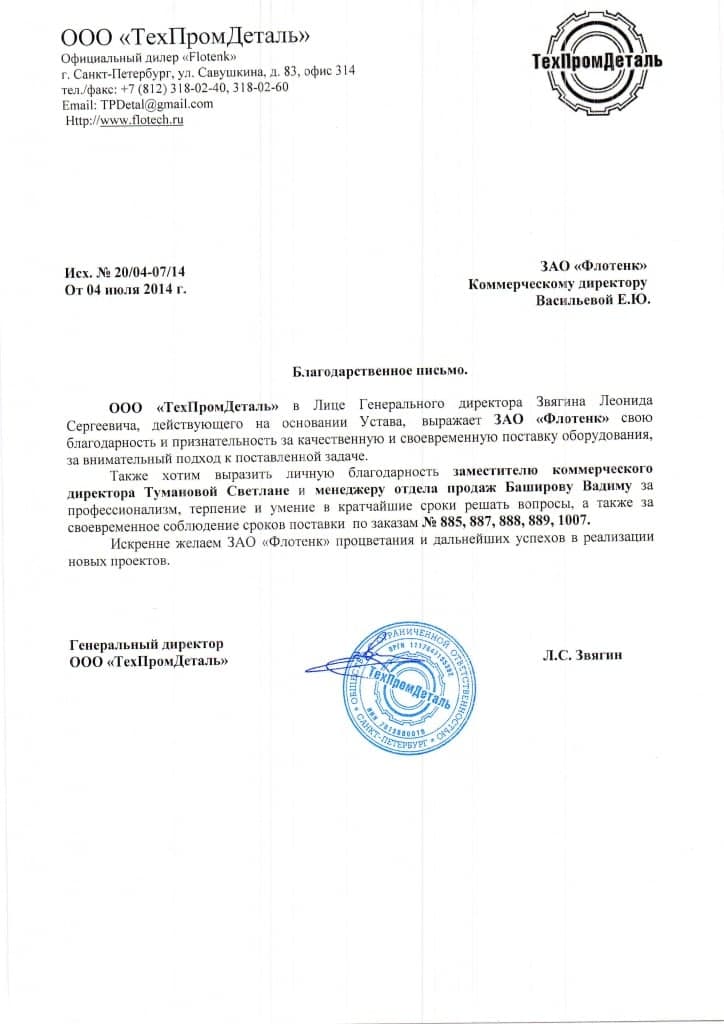 ООО «ТехПромДеталь»
Официальный дилер «Flotenk»
г. Санкт-Петербург, ул. Савушкина, д. 83, офис 314
тел./факс: +7 (812) 318-02-40, 318-02-60
Email: TPDetal@gmail.com
Http://www.flotech.ru
ТехПромДеталь
Исх. № 20/04-07/14
От 04 июля 2014 г.
ЗАО «Флотенк»
Коммерческому директору
Васильевой Е.Ю.
Благодарственное письмо.
ООО «ТехПромДеталь» в Лице Генерального директора Звягина Леонида
Сергеевича, действующего на основании Устава, выражает ЗАО «Флотенк» свою
благодарность и признательность за качественную и своевременную поставку оборудования,
за внимательный подход к поставленной задаче.
Также хотим выразить личную благодарность заместителю коммерческого
директора Тумановой Светлане и менеджеру отдела продаж Баширову Вадиму за
профессионализм, терпение и умение в кратчайшие сроки решать вопросы, а также за
своевременное соблюдение сроков поставки по заказам № 885, 887, 888, 889, 1007.
Искренне желаем ЗАО «Флотенк» процветания и дальнейших успехов в реализации
новых проектов.
Генеральный директор
ООО «ТехПромДеталь»
Л.С. Звягин
ОГРАНИЧЕННОЙ ОТВЕТСТВЕННОСТЬЮ
САНКТ-ПЕТЕРБУРГ
ОГРН
ИНН
ТехПромДеталь